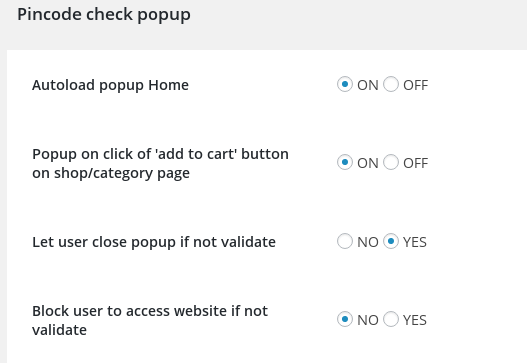 Pincode check popup
Autoload popup Home ON OFF
Popup on click of 'add to cart' button
on shop/category page ON OFF
Let user close popup if not validate NO YES
Block user to access website if not
validate NO YES